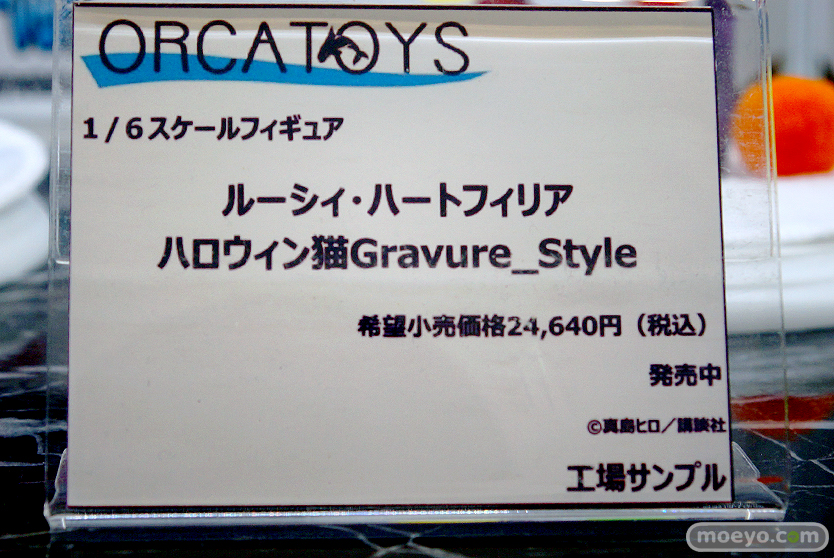 ORCATOYS
1/6スケールフィギュア
ルーシィ・ハートフィリア
ハロウィン猫Gravure_Style
希望小売価格24,640円（税込）
発売中
©真島ヒロ／講談社
工場サンプル
moeyo.com